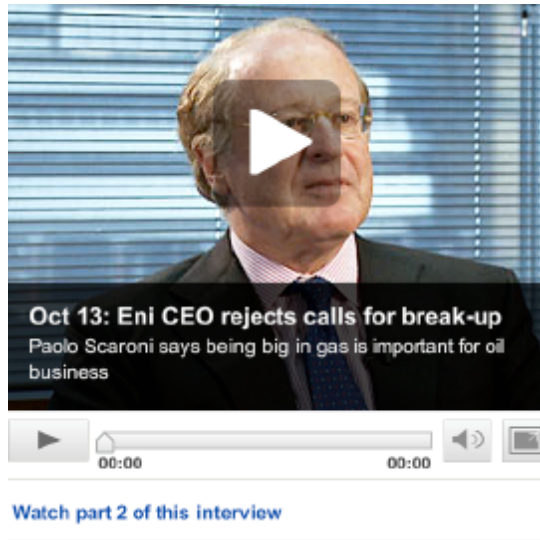 Oct 13: Eni CEO rejects calls for break-up
Paolo Scaroni says being big in gas is important for oil
business
00:00 00:00
Watch part 2 of this interview